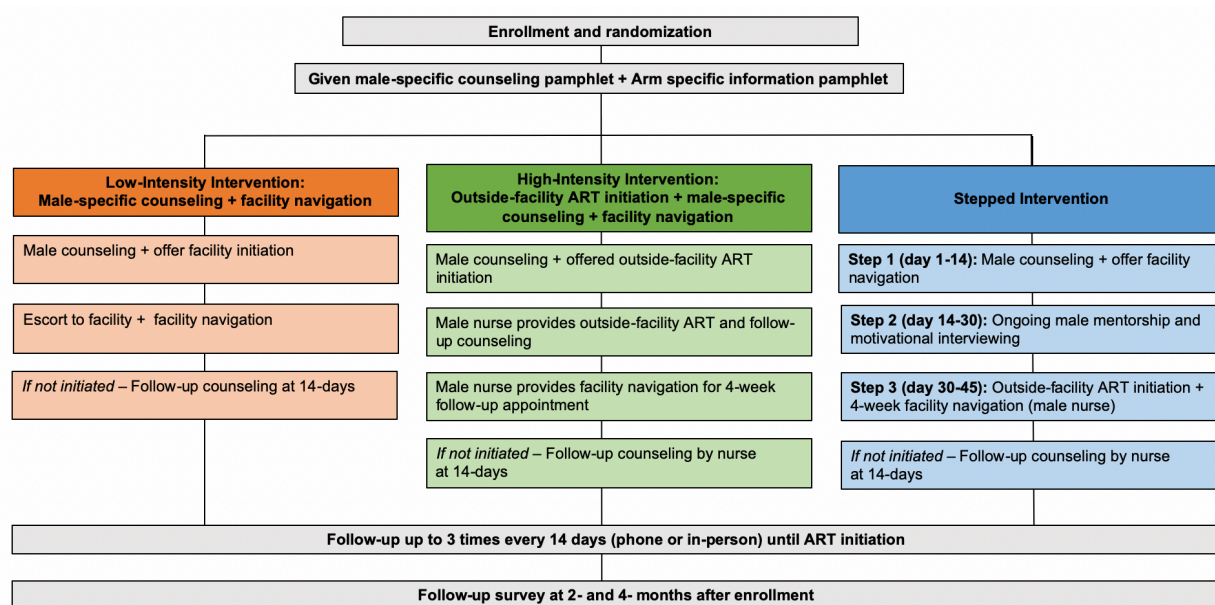 Enrollment and randomization
Given male-specific counseling pamphlet + Arm specific information pamphlet
Low-Intensity Intervention:
Male-specific counseling + facility navigation
Male counseling + offer facility initiation
Escort to facility + facility navigation
If not initiated – Follow-up counseling at 14-days
High-Intensity Intervention:
Outside-facility ART initiation + male-specific
counseling + facility navigation
Male counseling + offered outside-facility ART
initiation
Male nurse provides outside-facility ART and follow-
up counseling
Male nurse provides facility navigation for 4-week
follow-up appointment
If not initiated – Follow-up counseling by nurse
at 14-days
Stepped Intervention
Step 1 (day 1-14): Male counseling + offer facility
navigation
Step 2 (day 14-30): Ongoing male mentorship and
motivational interviewing
Step 3 (day 30-45): Outside-facility ART initiation +
4-week facility navigation (male nurse)
If not initiated – Follow-up counseling by nurse
at 14-days
Follow-up up to 3 times every 14 days (phone or in-person) until ART initiation
Follow-up survey at 2- and 4- months after enrollment